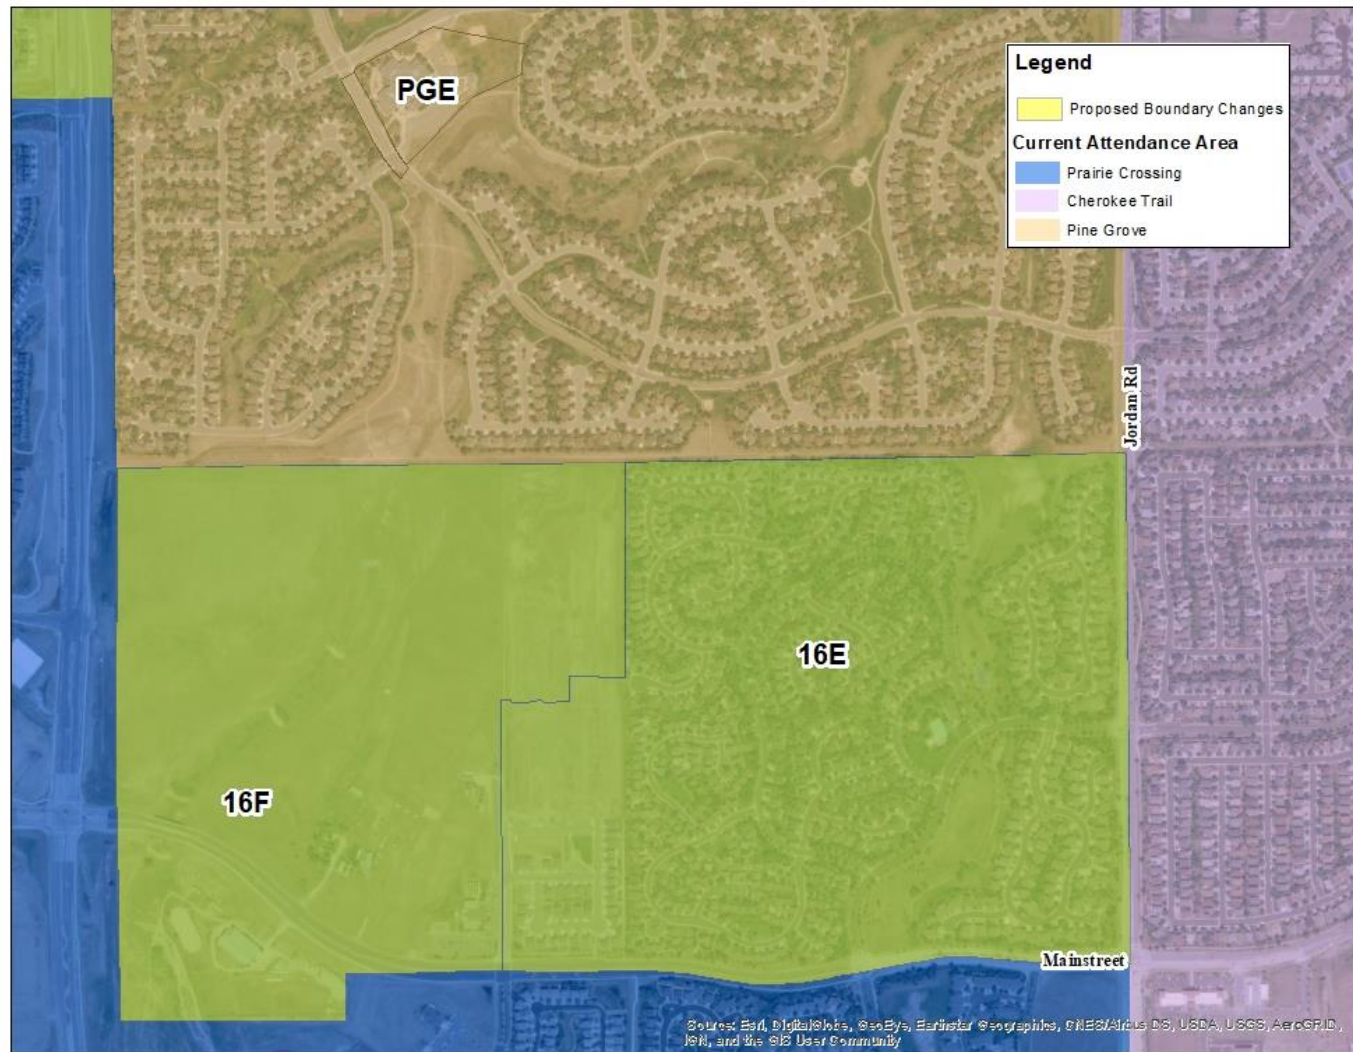 PGE
Legend
Proposed Boundary Changes
Current Attendance Area
Prairie Crossing
Cherokee Trail
Pine Grove
Jordan Rd
16E
16F
Mainstreet
Source: Esri, DigitalGlobe, GeoEye, Earthstar Geographics, CNES/Airbus DS, USDA, USGS, AeroGRID,
IGN, and the GIS User Community